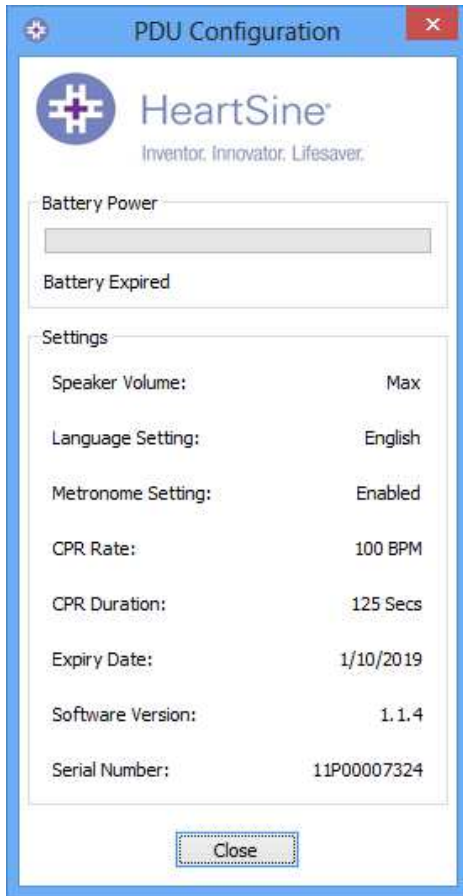 PDU Configuration
HeartSine®
Inventor. Innovator. Lifesaver.
Battery Power
Battery Expired
Settings
Speaker Volume: Max
Language Setting: English
Metronome Setting: Enabled
CPR Rate: 100 BPM
CPR Duration: 125 Secs
Expiry Date: 1/10/2019
Software Version: 1.1.4
Serial Number: 11P00007324
Close